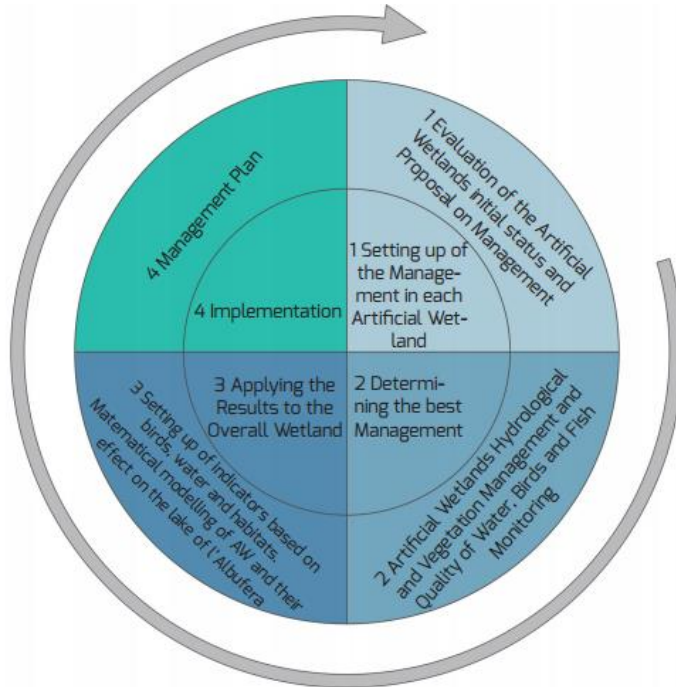 1 Evaluation of the Artificial
Wetlands initial status and
Proposal on Management
1 Setting up of
the Manage-
ment in each
Artificial Wet-
land
2 Determi-
ning the best
Management
2 Artificial Wetlands Hydrological
and Vegetation Management and
Quality of Water, Birds and Fish
Monitoring
3 Applying the
Results to the
Overall Wetland
3 Setting up of indicators based on
birds, water and habitats.
Matematical modelling of AW and their
effect on the lake of l'Albufera
4 Management Plan
4 Implementation